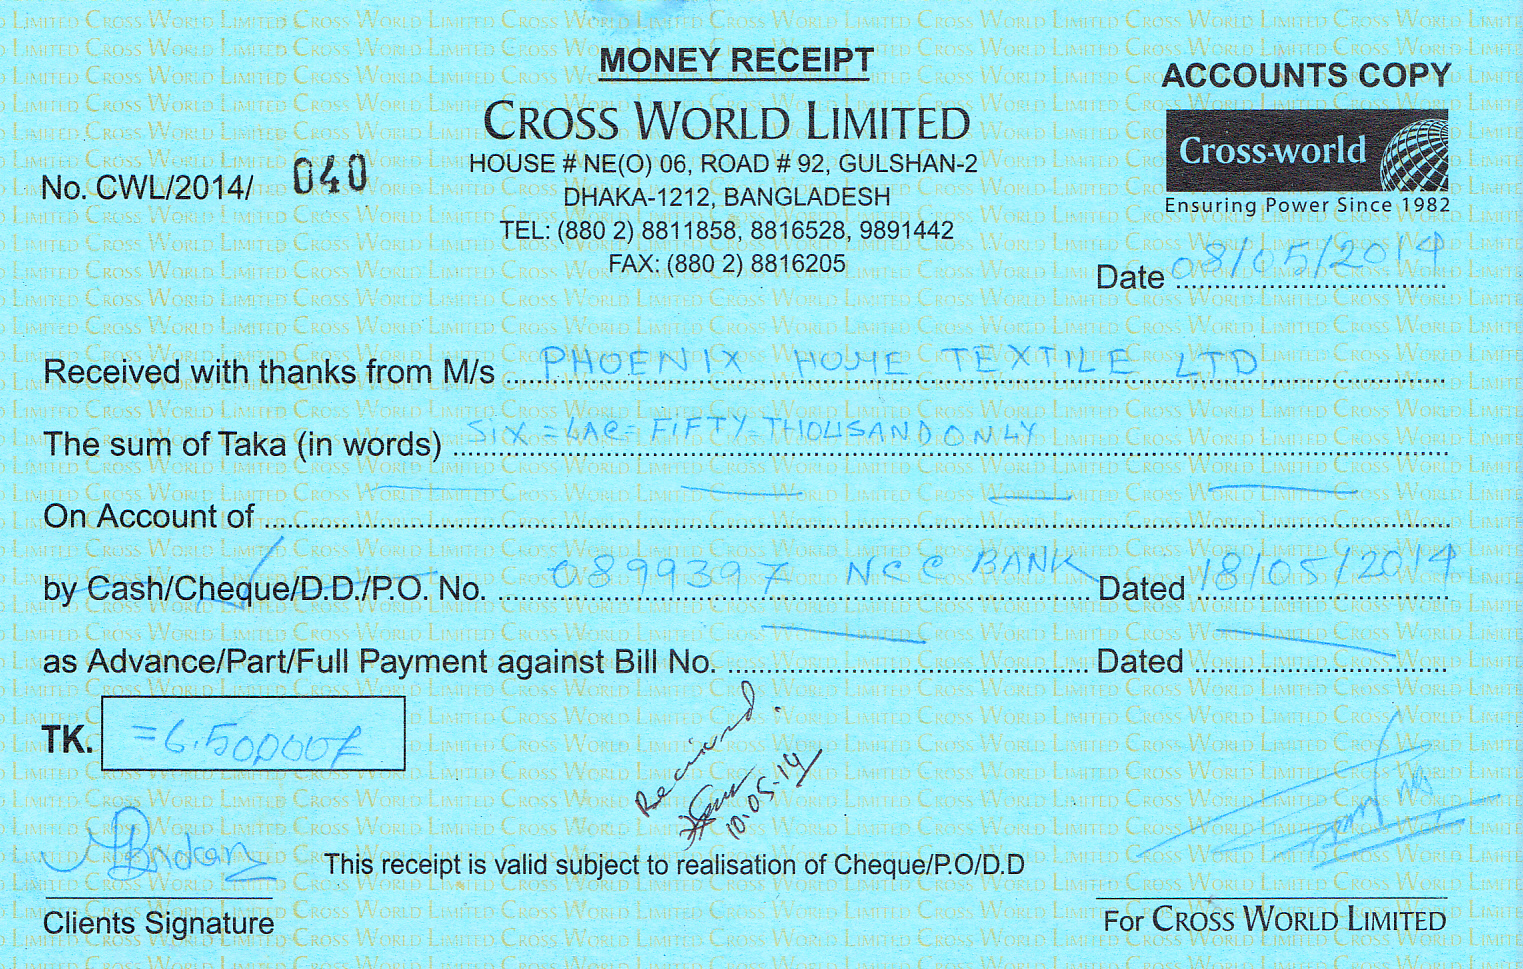 MONEY RECEIPT
ACCOUNTS COPY
CROSS WORLD LIMITED
Cross-world
Ensuring Power Since 1982
HOUSE # NE(O) 06, ROAD # 92, GULSHAN-2
DHAKA-1212, BANGLADESH
TEL: (880 2) 8811858, 8816528, 9891442
FAX: (880 2) 8816205
No. CWL/2014/ 040
Date 08/05/2014
Received with thanks from M/s PHOENIX HOME TEXTILE LTD
The sum of Taka (in words) SIX = LAC = FIFTY = THOUSAND ONLY
On Account of
by Cash/Cheque/D.D./P.O. No. 0899397 NCC BANK Dated 18/05/2014
as Advance/Part/Full Payment against Bill No. Dated
TK. =6.50,000/
Received
10.05.14
This receipt is valid subject to realisation of Cheque/P.O/D.D
Clients Signature
For CROSS WORLD LIMITED